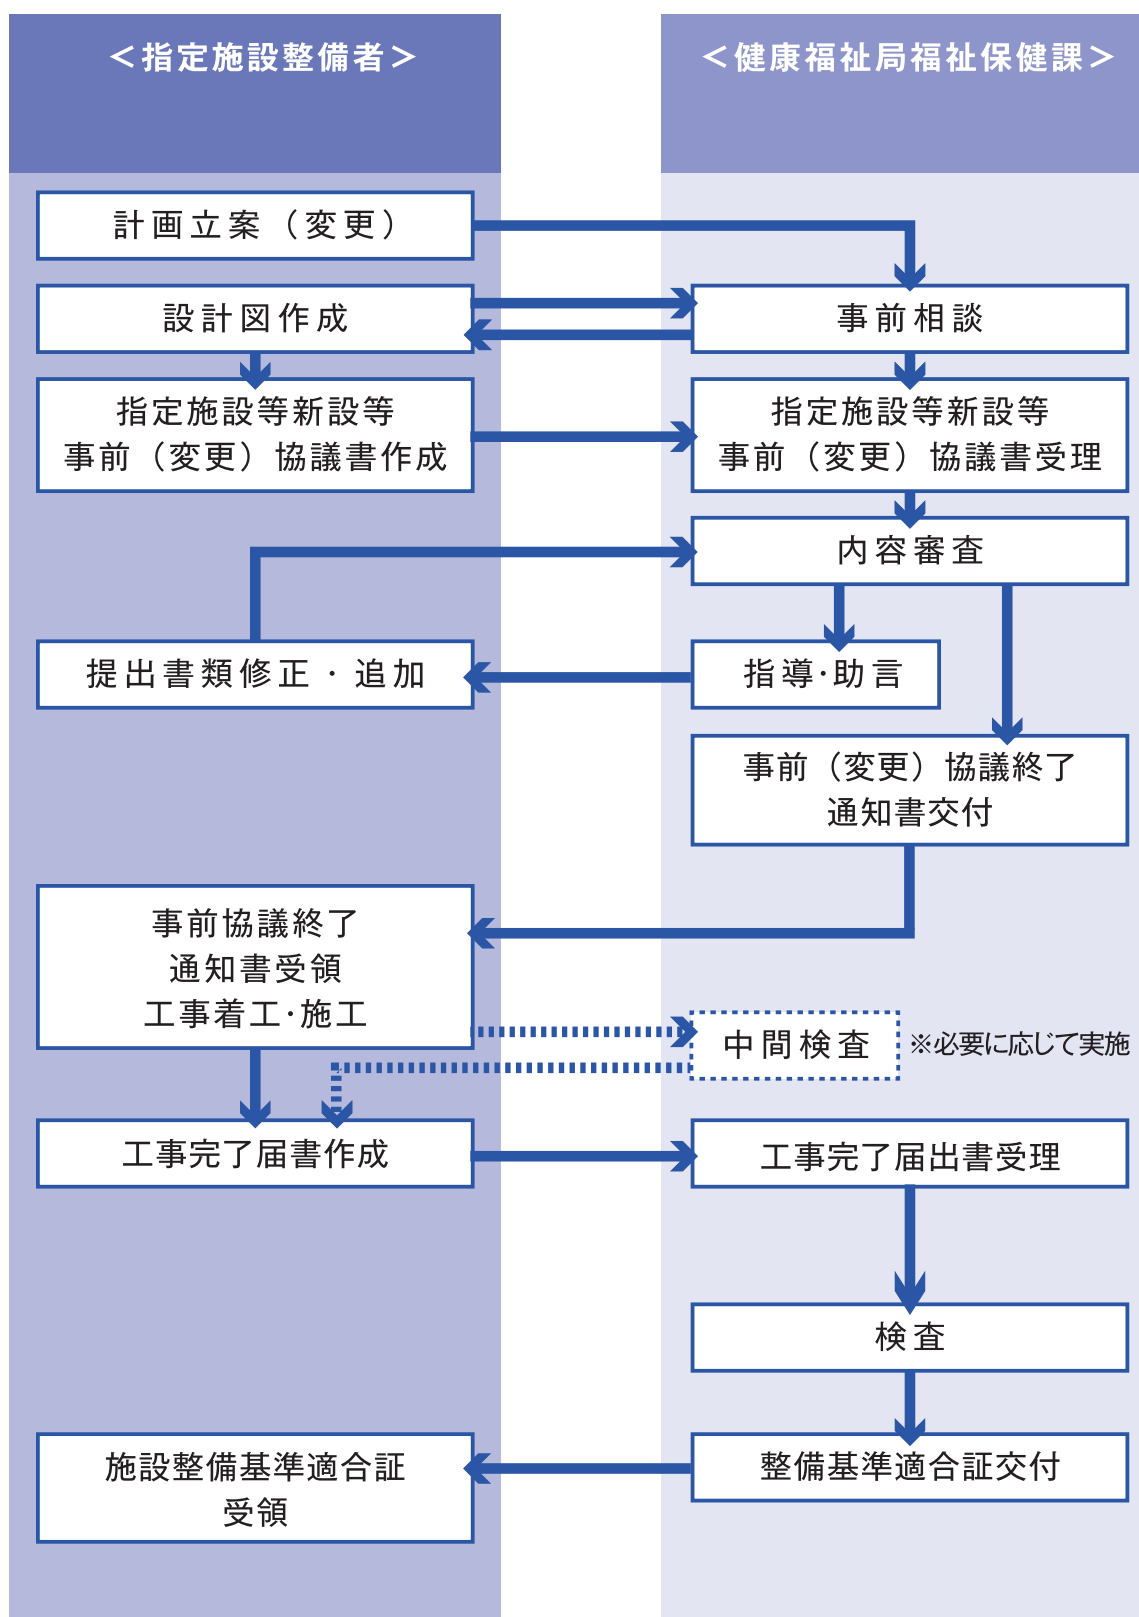 ＜指定施設整備者＞
＜健康福祉局福祉保健課＞
計画立案（変更）
設計図作成
事前相談
指定施設等新設等
事前（変更）協議書作成
指定施設等新設等
事前（変更）協議書受理
内容審査
提出書類修正・追加
指導・助言
事前（変更）協議終了
通知書交付
事前協議終了
通知書受領
工事着工・施工
中間検査
※必要に応じて実施
工事完了届書作成
工事完了届出書受理
検査
施設整備基準適合証
受領
整備基準適合証交付